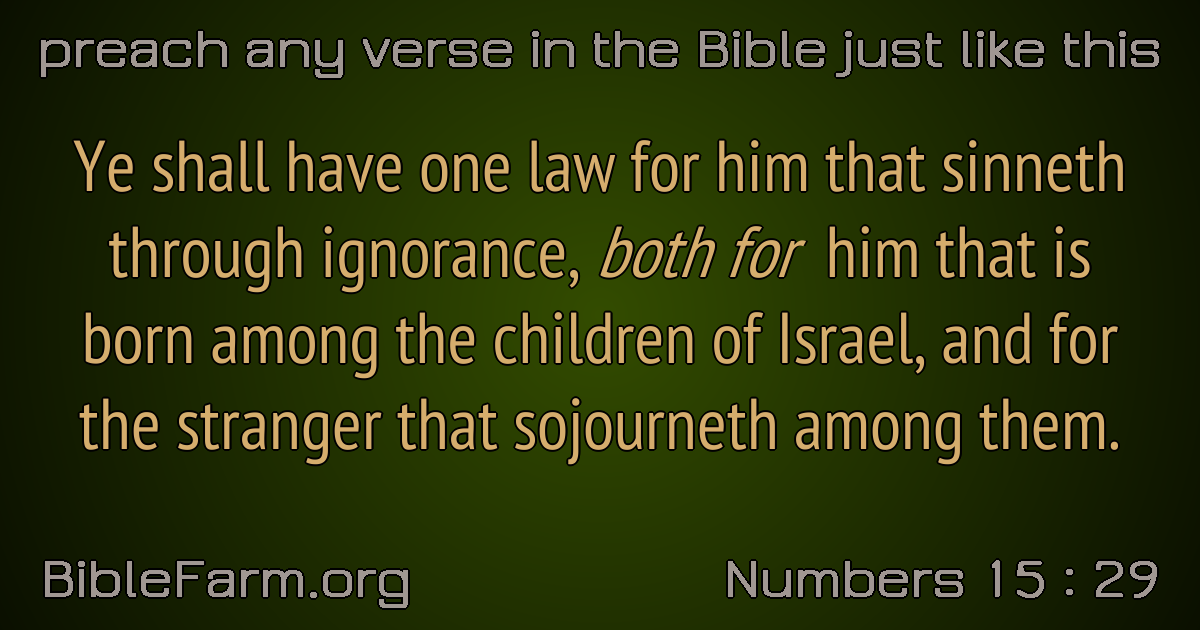 preach any verse in the Bible just like this
Ye shall have one law for him that sinneth
through ignorance, both for him that is
born among the children of Israel, and for
the stranger that sojourneth among them.
BibleFarm.org
Numbers 15 : 29